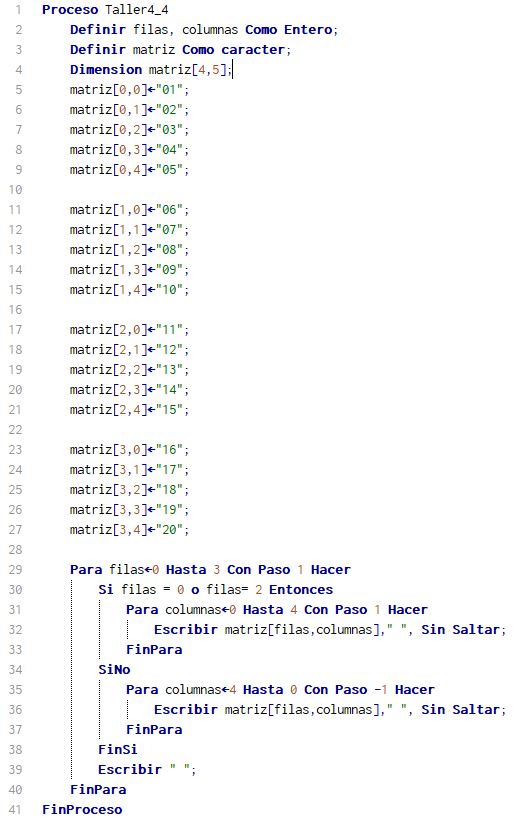 1 Proceso Taller4_4
2 Definir filas, columnas Como Entero;
3 Definir matriz Como caracter;
4 Dimension matriz[4,5];
5 matriz[0,0]←"01";
6 matriz[0,1]←"02";
7 matriz[0,2]←"03";
8 matriz[0,3]←"04";
9 matriz[0,4]←"05";
10
11 matriz[1,0]←"06";
12 matriz[1,1]←"07";
13 matriz[1,2]←"08";
14 matriz[1,3]←"09";
15 matriz[1,4]←"10";
16
17 matriz[2,0]←"11";
18 matriz[2,1]←"12";
19 matriz[2,2]←"13";
20 matriz[2,3]←"14";
21 matriz[2,4]←"15";
22
23 matriz[3,0]←"16";
24 matriz[3,1]←"17";
25 matriz[3,2]←"18";
26 matriz[3,3]←"19";
27 matriz[3,4]←"20";
28
29 Para filas←0 Hasta 3 Con Paso 1 Hacer
30 Si filas = 0 o filas= 2 Entonces
31 Para columnas←0 Hasta 4 Con Paso 1 Hacer
32 Escribir matriz[filas,columnas]," ", Sin Saltar;
33 FinPara
34 SiNo
35 Para columnas←4 Hasta 0 Con Paso -1 Hacer
36 Escribir matriz[filas,columnas]," ", Sin Saltar;
37 FinPara
38 FinSi
39 Escribir " ";
40 FinPara
41 FinProceso